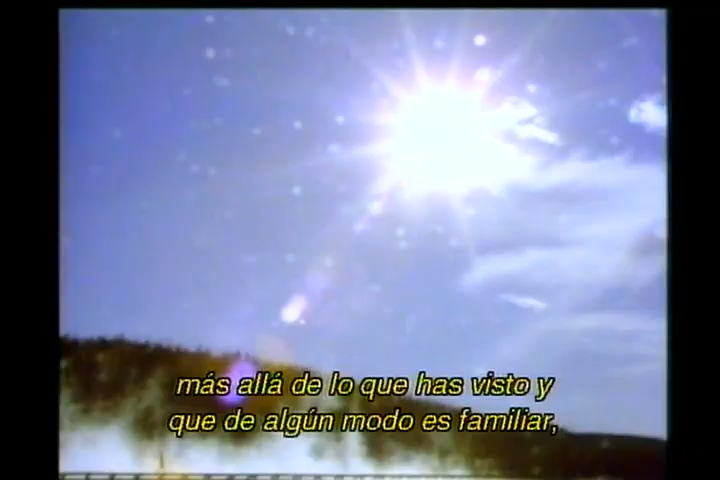 más allá de lo que has visto y
que de algún modo es familiar,